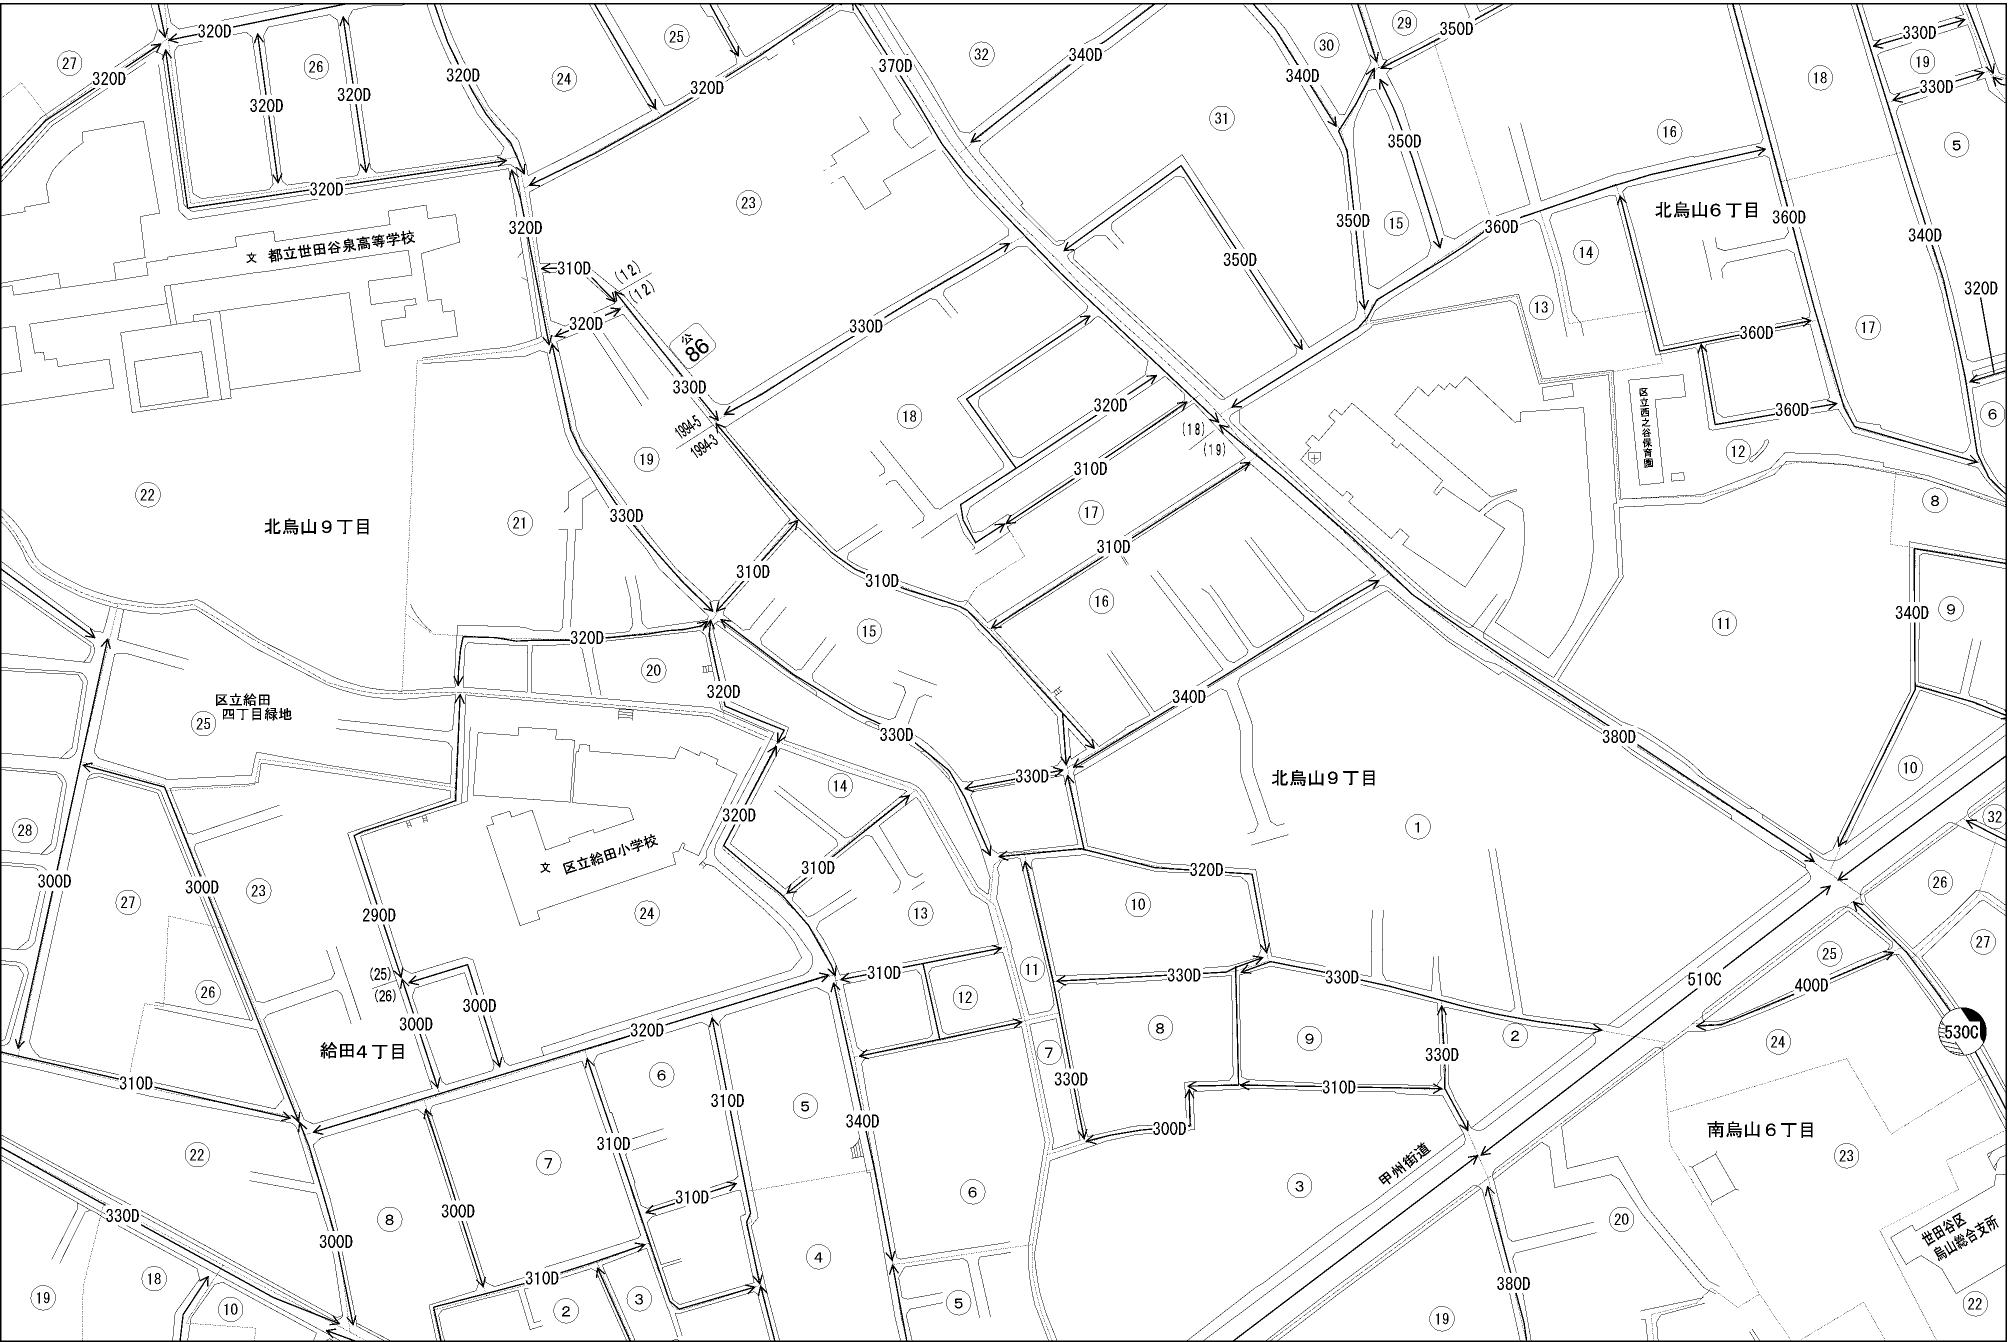 27
320D
26
320D
320D
320D
320D
24
25
320D
370D
32
340D
30
340D
29
350D
18
330D
19
330D
31
350D
16
5
320D
320D
23
350D
15
360D
北烏山6丁目
14
360D
340D
文 都立世田谷泉高等学校
310D
(12)
(12)
350D
13
320D
320D
330D
公
86
330D
360D
17
18
320D
1994-5
1994-3
(18)
(19)
360D
6
区立西之谷保育園
12
22
19
310D
8
北烏山9丁目
21
330D
17
310D
310D
310D
16
11
9
340D
15
320D
20
区立給田
四丁目緑地
25
320D
340D
330D
380D
330D
北烏山9丁目
10
14
28
320D
1
32
文 区立給田小学校
310D
320D
300D
27
300D
23
290D
24
13
10
26
25
27
(25)
(26)
310D
11
330D
330D
510C
400D
26
300D
300D
12
320D
8
9
2
530C
給田4丁目
7
330D
24
310D
6
330D
310D
310D
5
340D
310D
300D
南烏山6丁目
22
7
甲州街道
23
310D
6
3
330D
300D
8
300D
20
世田谷区
烏山総合支所
4
310D
380D
19
18
10
2
3
5
19
22